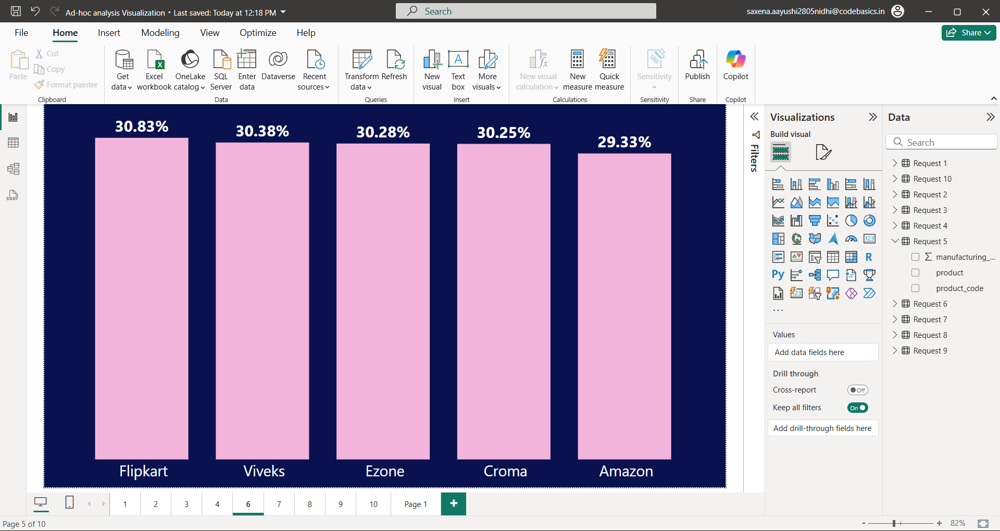 Ad-hoc analysis Visualization • Last saved: Today at 12:18 PM
Search
saxena.aayushi2805nidhi@codebasics.in
File Home Insert Modeling View Optimize Help
Share
Paste
Cut
Copy
Format painter
Clipboard
Get data
Excel workbook
OneLake catalog
SQL Server
Enter data
Dataverse
Recent sources
Data
Transform data
Refresh
Queries
New visual
Text box
More visuals
Insert
New visual calculation
New measure
Quick measure
Calculations
Sensitivity
Sensitivity
Publish
Share
Copilot
Copilot
30.83% 30.38% 30.28% 30.25% 29.33%
Flipkart Viveks Ezone Croma Amazon
Filters
Visualizations
Build visual
123
R
Py
123
...
Values
Add data fields here
Drill through
Cross-report Off
Keep all filters On
Add drill-through fields here
Data
Search
Request 1
Request 10
Request 2
Request 3
Request 4
Request 5
Σ manufacturing_...
product
product_code
Request 6
Request 7
Request 8
Request 9
DAX
1 2 3 4 6 7 8 9 10 Page 1 +
Page 5 of 10
- + 82%